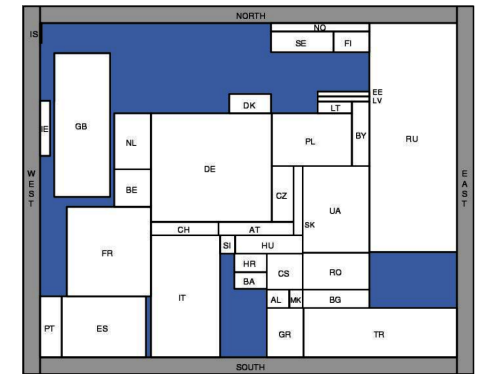 NORTH
IS
NO
SE
FI
EE
LV
DK
LT
IE
GB
NL
DE
PL
BY
RU
WEST
EAST
BE
CZ
SK
UA
CH
AT
SI
HU
FR
HR
CS
RO
BA
IT
AL
MK
BG
PT
ES
GR
TR
SOUTH